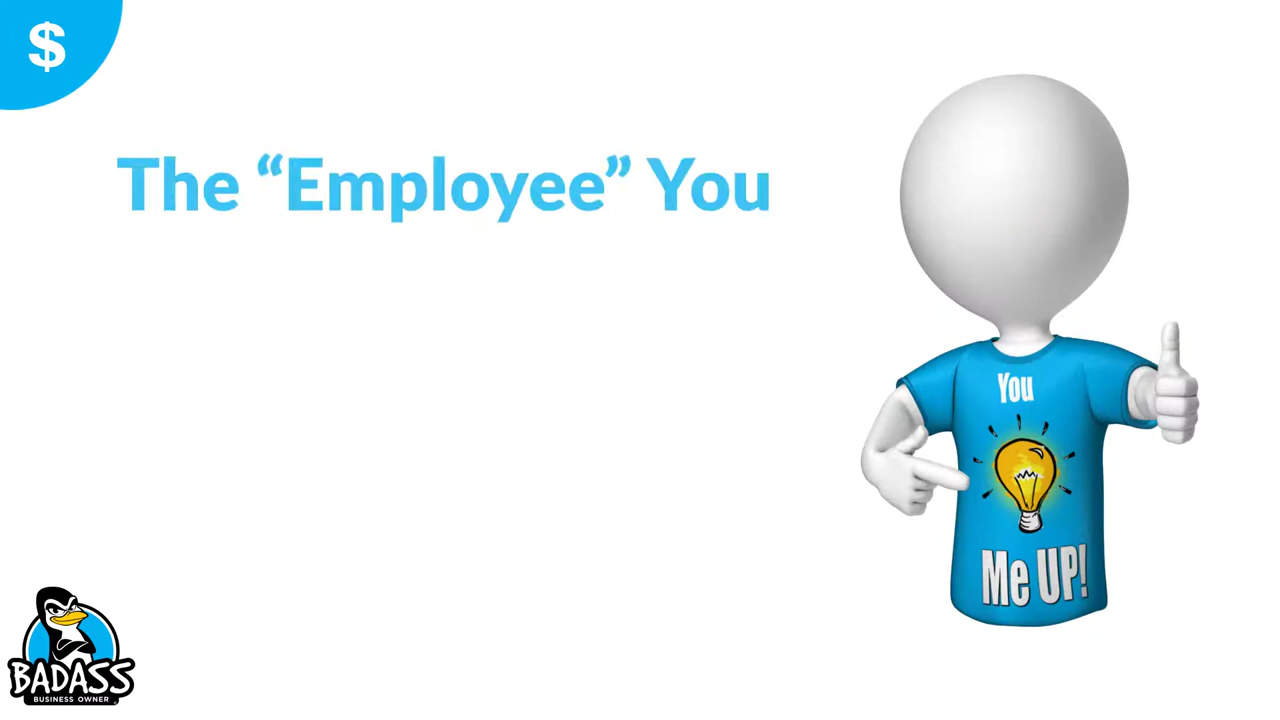 $
The “Employee” You
You
Me UP!
BADASS
BUSINESS OWNER